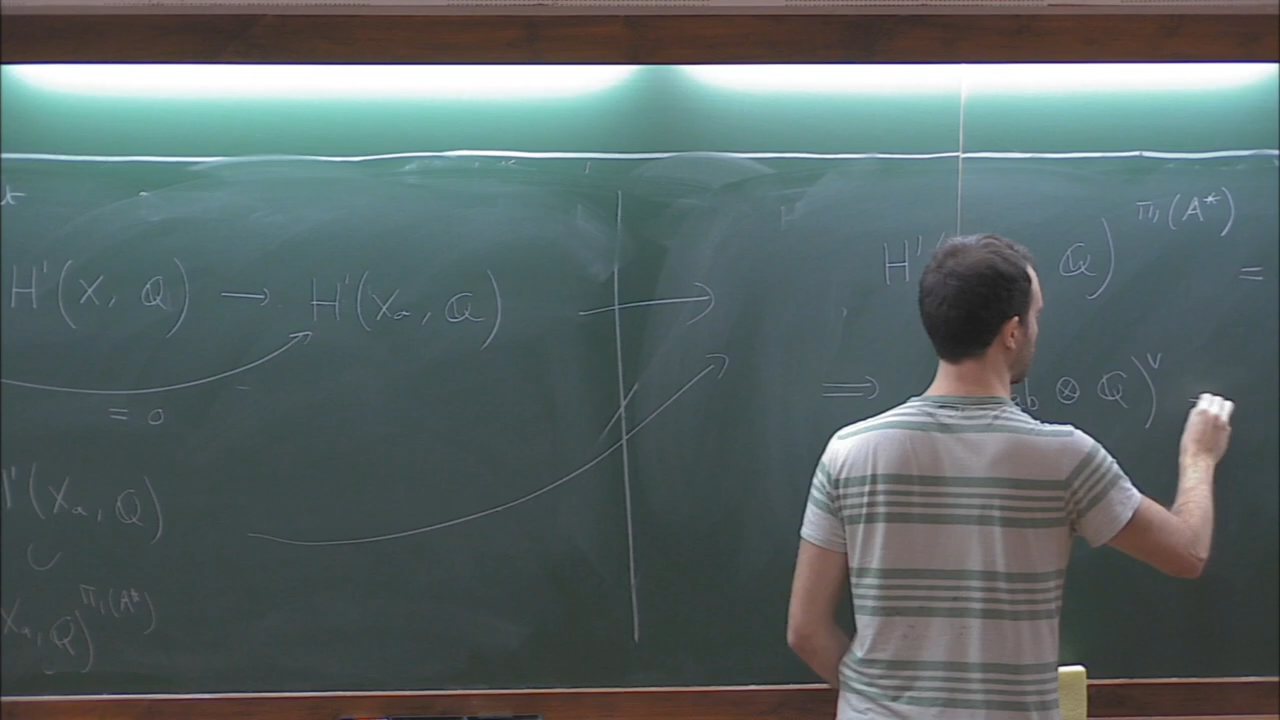 H'(X, Q) → H'(Xₐ, Q) →
= 0
'(Xₐ, Q)
∪
Xₐ, Q)^π₁(A*)
H'( Q)^π₁(A*) =
⟹ ab ⊗ Q)^∨